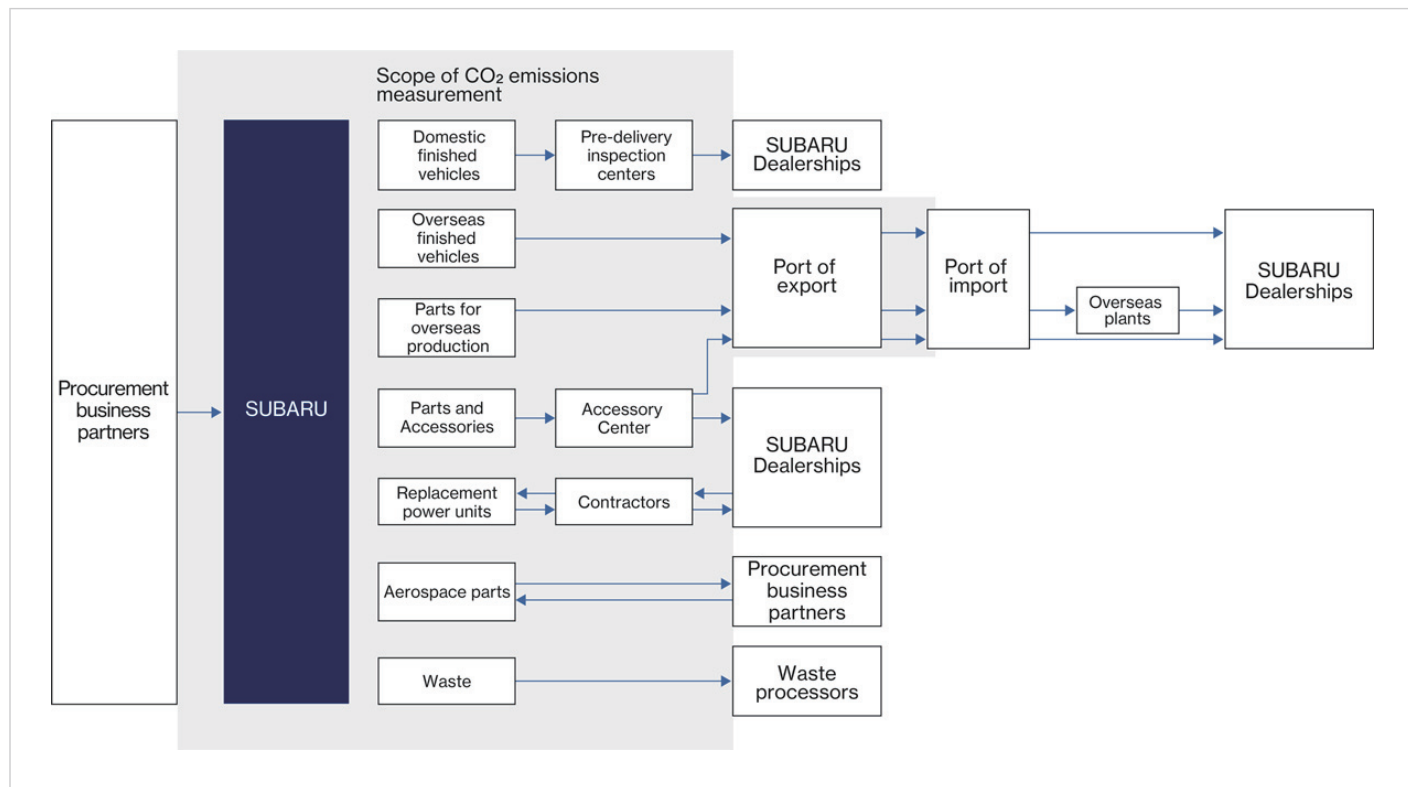 Scope of CO₂ emissions
measurement
Procurement
business
partners
SUBARU
Domestic
finished
vehicles
Pre-delivery
inspection
centers
SUBARU
Dealerships
Overseas
finished
vehicles
Port of
export
Port of
import
SUBARU
Dealerships
Parts for
overseas
production
Overseas
plants
Parts and
Accessories
Accessory
Center
SUBARU
Dealerships
Replacement
power units
Contractors
Aerospace parts
Procurement
business
partners
Waste
Waste
processors